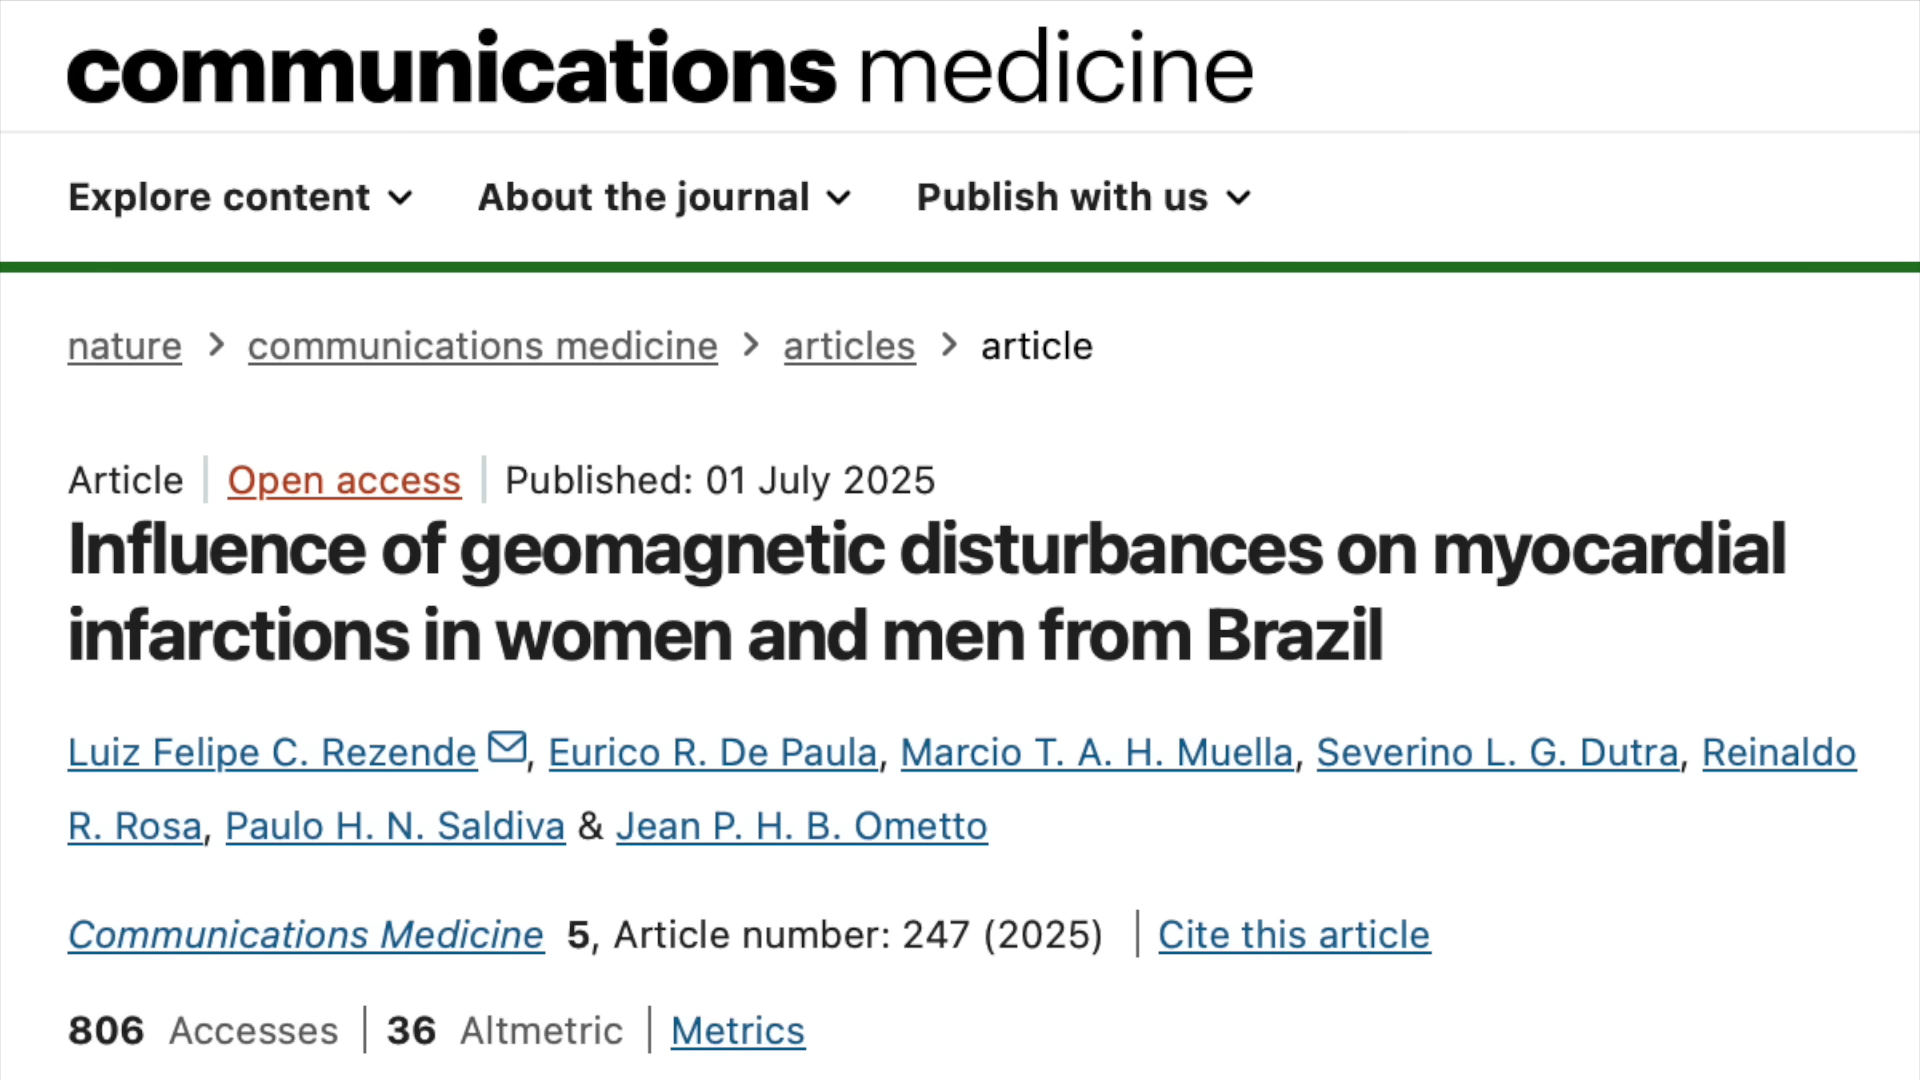 communications medicine
Explore content About the journal Publish with us
nature > communications medicine > articles > article
Article | Open access | Published: 01 July 2025
Influence of geomagnetic disturbances on myocardial
infarctions in women and men from Brazil
Luiz Felipe C. Rezende, Eurico R. De Paula, Marcio T. A. H. Muella, Severino L. G. Dutra, Reinaldo
R. Rosa, Paulo H. N. Saldiva & Jean P. H. B. Ometto
Communications Medicine 5, Article number: 247 (2025) | Cite this article
806 Accesses | 36 Altmetric | Metrics